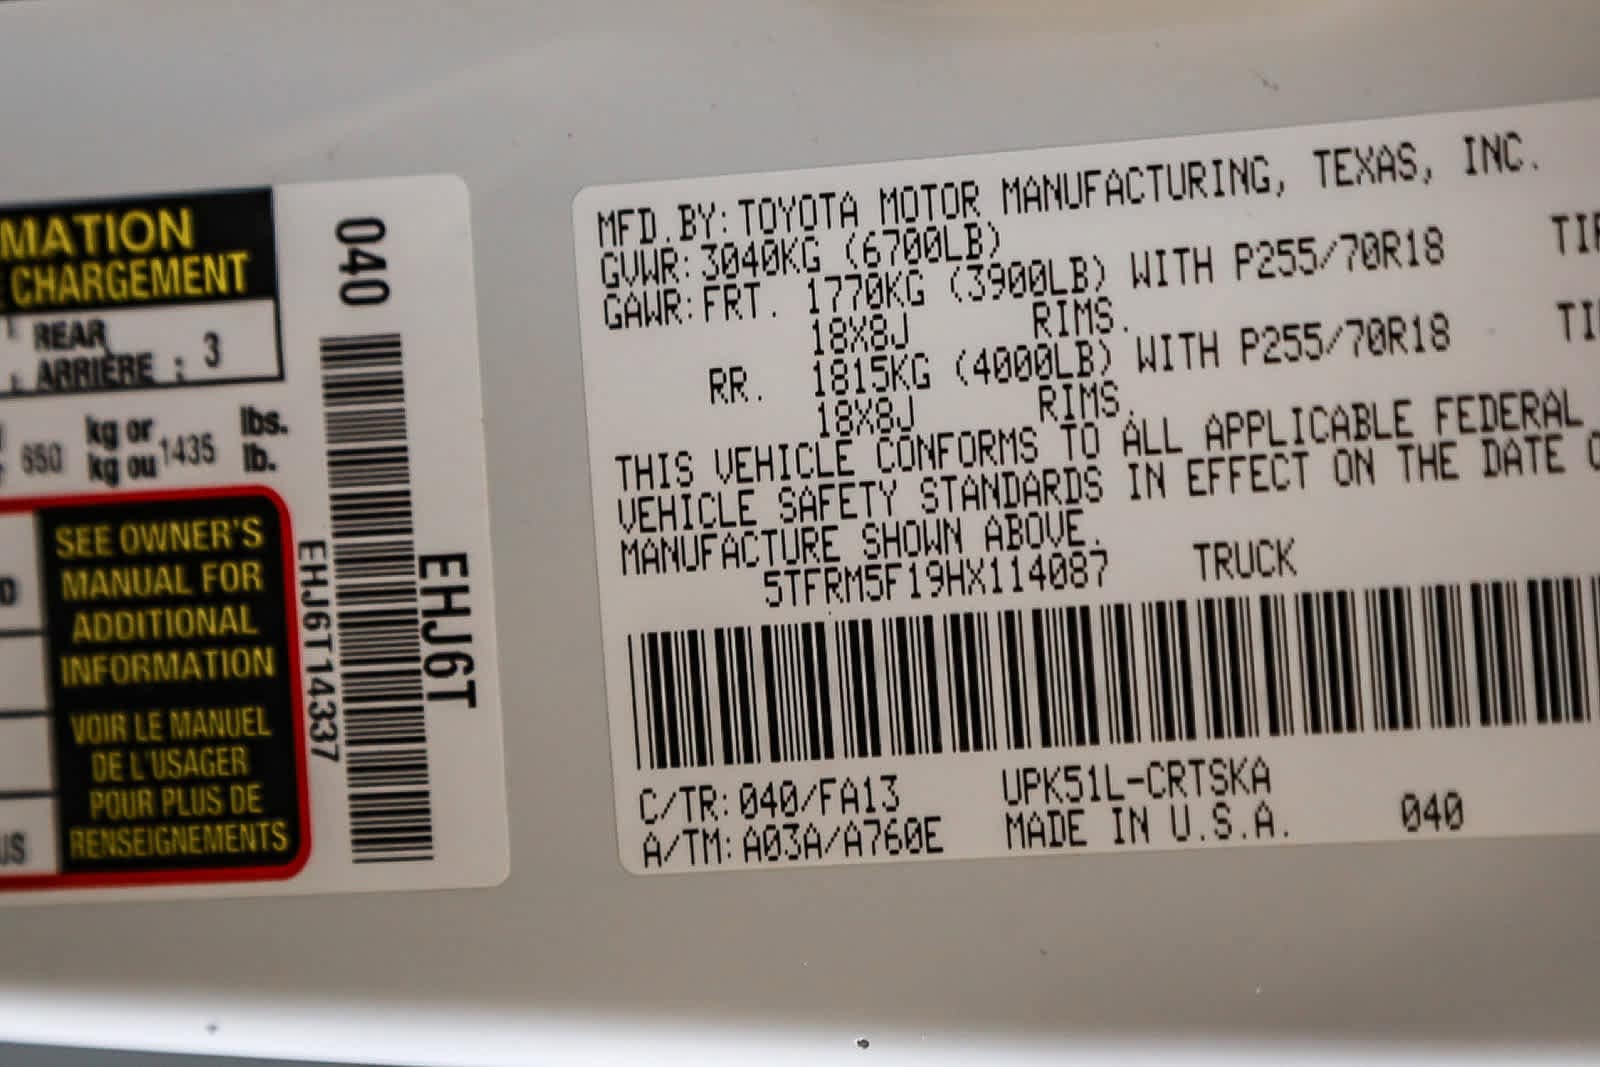 MATION
CHARGEMENT
REAR
ARRIÈRE : 3
650 kg or 1435 lbs.
kg ou lb.
SEE OWNER'S
MANUAL FOR
ADDITIONAL
INFORMATION
VOIR LE MANUEL
DE L'USAGER
POUR PLUS DE
RENSEIGNEMENTS
US
040
EHJ6T14337
EHJ6T
MFD.BY:TOYOTA MOTOR MANUFACTURING, TEXAS, INC.
GVWR:3040KG (6700LB)
GAWR:FRT. 1770KG (3900LB) WITH P255/70R18 TI
18X8J RIMS.
RR. 1815KG (4000LB) WITH P255/70R18 TI
18X8J RIMS.
THIS VEHICLE CONFORMS TO ALL APPLICABLE FEDERAL
VEHICLE SAFETY STANDARDS IN EFFECT ON THE DATE O
MANUFACTURE SHOWN ABOVE.
5TFRM5F19HX114087 TRUCK
C/TR:040/FA13 UPK51L-CRTSKA
A/TM:A03A/A760E MADE IN U.S.A. 040